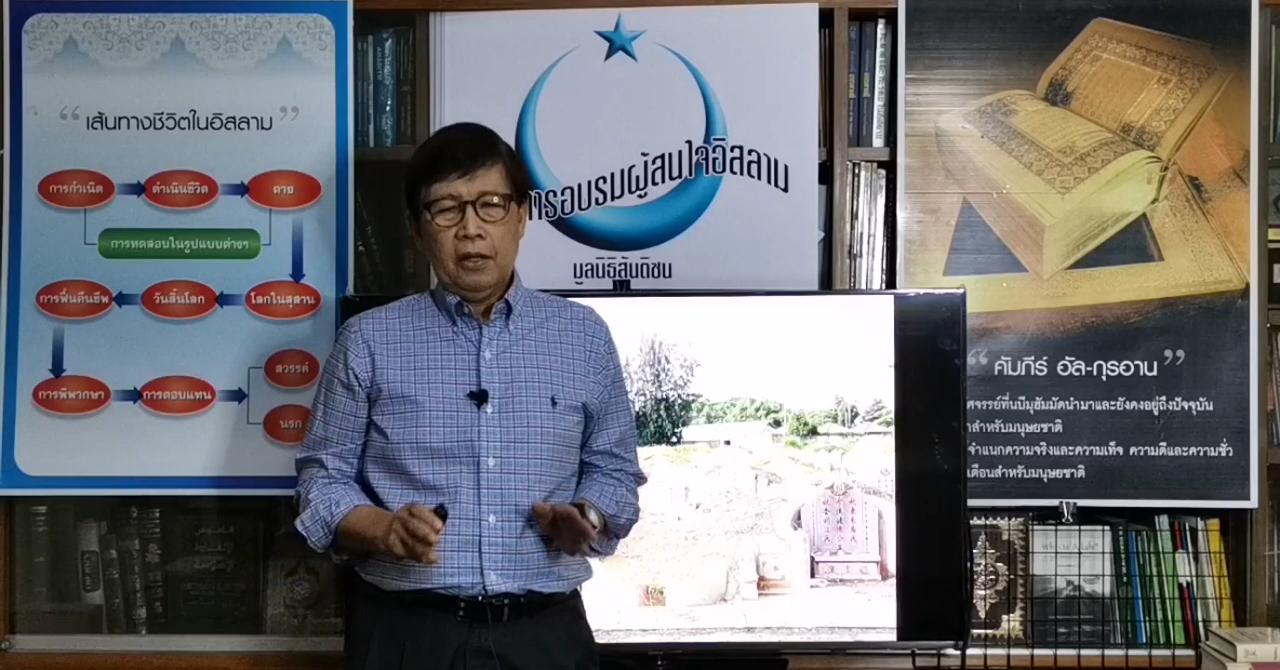 “ เส้นทางชีวิตในอิสลาม ”
การกำเนิด
ดำเนินชีวิต
ตาย
การทดสอบในรูปแบบต่างๆ
การฟื้นคืนชีพ
วันสิ้นโลก
โลกในสุสาน
การพิพากษา
การตอบแทน
สวรรค์
นรก
การอบรมผู้สนใจอิสลาม
มูลนิธิสันติชน
“ คัมภีร์ อัล-กุรอาน ”
ศจรรย์ที่นบีมุฮัมมัดนำมาและยังคงอยู่ถึงปัจจุบัน
สำหรับมนุษยชาติ
จำแนกความจริงและความเท็จ ความดีและความชั่ว
เตือนสำหรับมนุษยชาติ